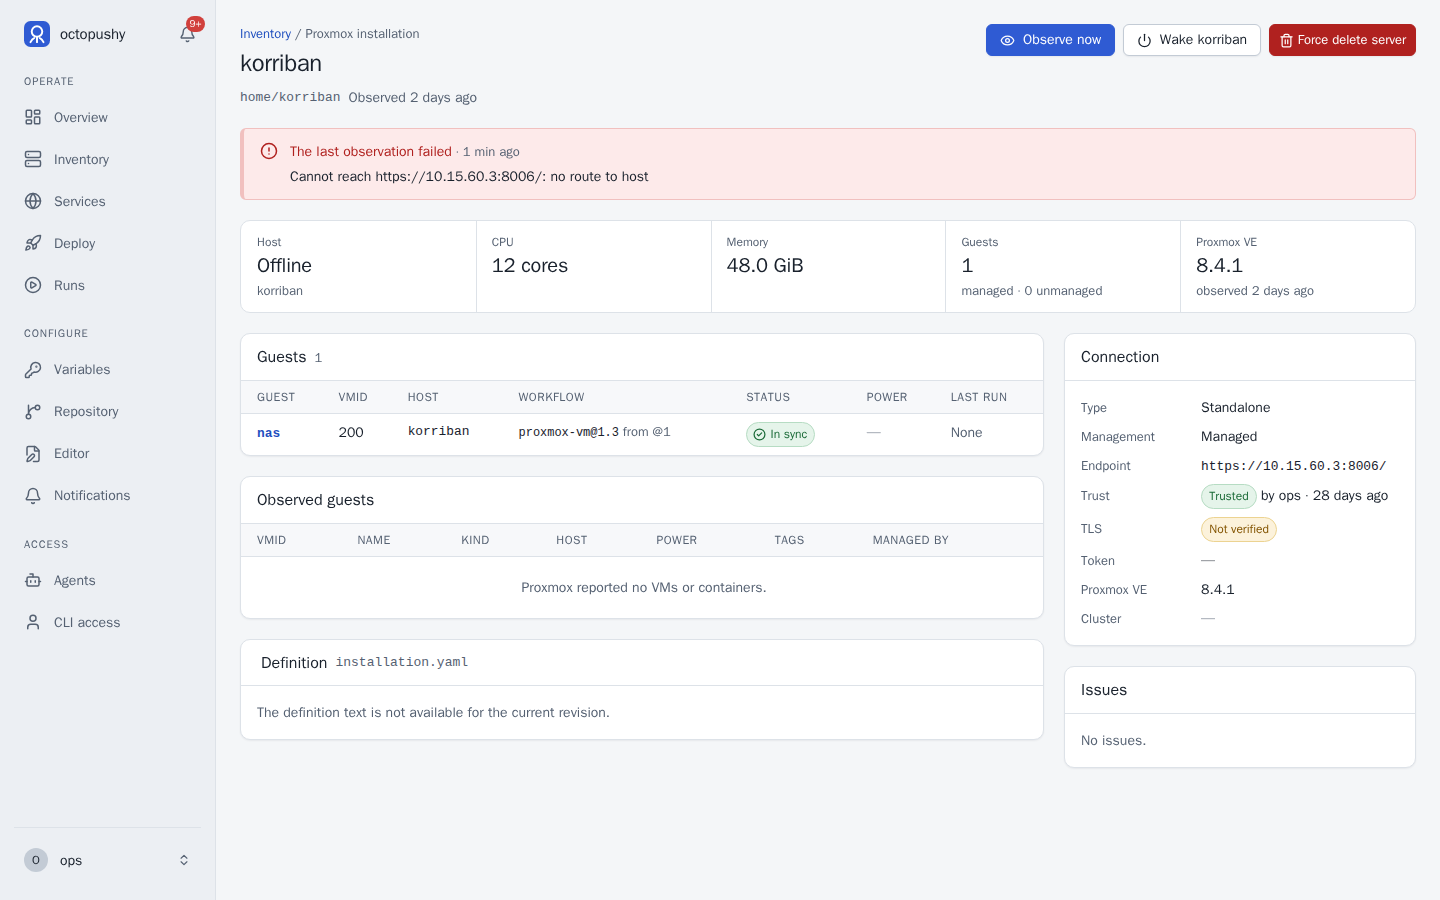 octopushy
9+
OPERATE
Overview
Inventory
Services
Deploy
Runs
CONFIGURE
Variables
Repository
Editor
Notifications
ACCESS
Agents
CLI access
O
ops
Inventory / Proxmox installation
korriban
home/korriban Observed 2 days ago
Observe now
Wake korriban
Force delete server
The last observation failed · 1 min ago
Cannot reach https://10.15.60.3:8006/: no route to host
Host
Offline
korriban
CPU
12 cores
Memory
48.0 GiB
Guests
1
managed · 0 unmanaged
Proxmox VE
8.4.1
observed 2 days ago
Guests 1
GUEST VMID HOST WORKFLOW STATUS POWER LAST RUN
nas 200 korriban proxmox-vm@1.3 from @1 In sync — None
Observed guests
VMID NAME KIND HOST POWER TAGS MANAGED BY
Proxmox reported no VMs or containers.
Definition installation.yaml
The definition text is not available for the current revision.
Connection
Type Standalone
Management Managed
Endpoint https://10.15.60.3:8006/
Trust Trusted by ops · 28 days ago
TLS Not verified
Token —
Proxmox VE 8.4.1
Cluster —
Issues
No issues.